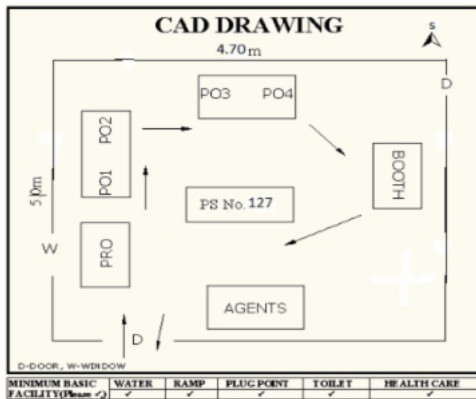 CAD DRAWING
4.70 m
S
D
PO3 PO4
PO2
PO1
BOOTH
5.0m
PS No. 127
W
PRO
AGENTS
D
D-DOOR, W-WINDOW
MINIMUM BASIC WATER RAMP PLUG POINT TOILET HEALTH CARE
FACILITY(Please ✓) ✓ ✓ ✓ ✓ ✓